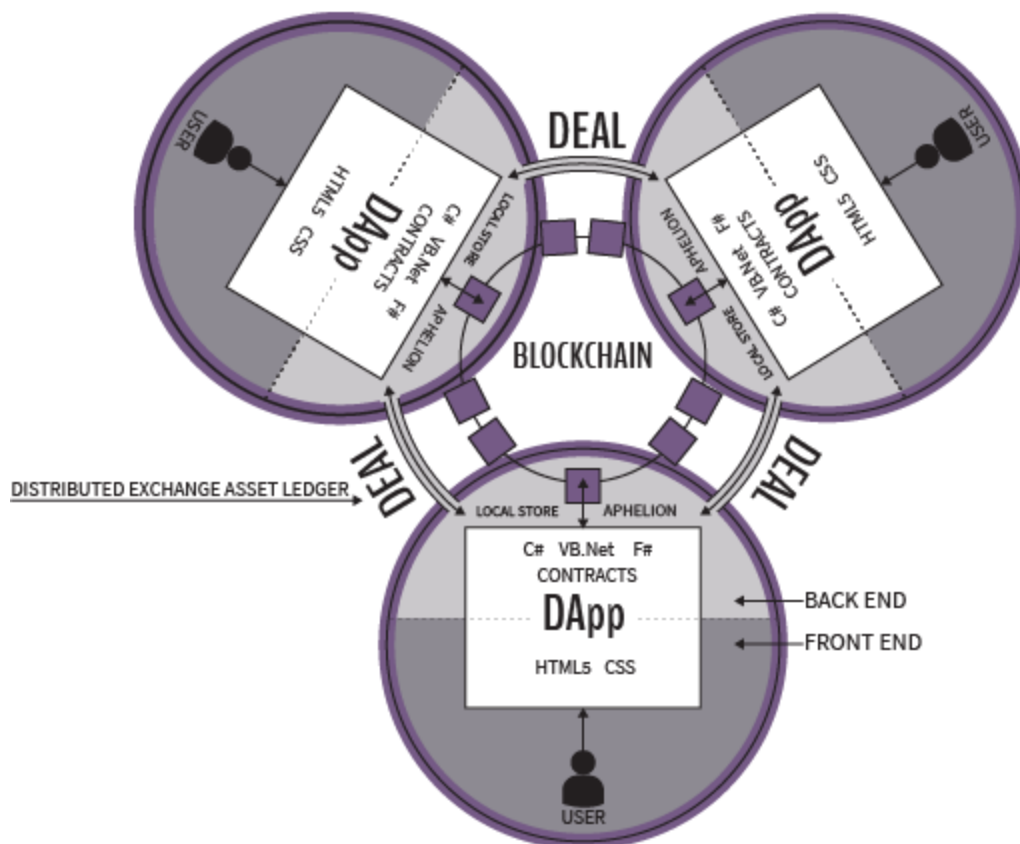 DEAL
USER
HTML5 CSS
DApp
C# VB.Net F#
CONTRACTS
LOCAL STORE
APHELION
USER
HTML5 CSS
DApp
C# VB.Net F#
CONTRACTS
APHELION
LOCAL STORE
BLOCKCHAIN
DEAL
DEAL
DISTRIBUTED EXCHANGE ASSET LEDGER
LOCAL STORE APHELION
C# VB.Net F#
CONTRACTS
DApp
HTML5 CSS
BACK END
FRONT END
USER